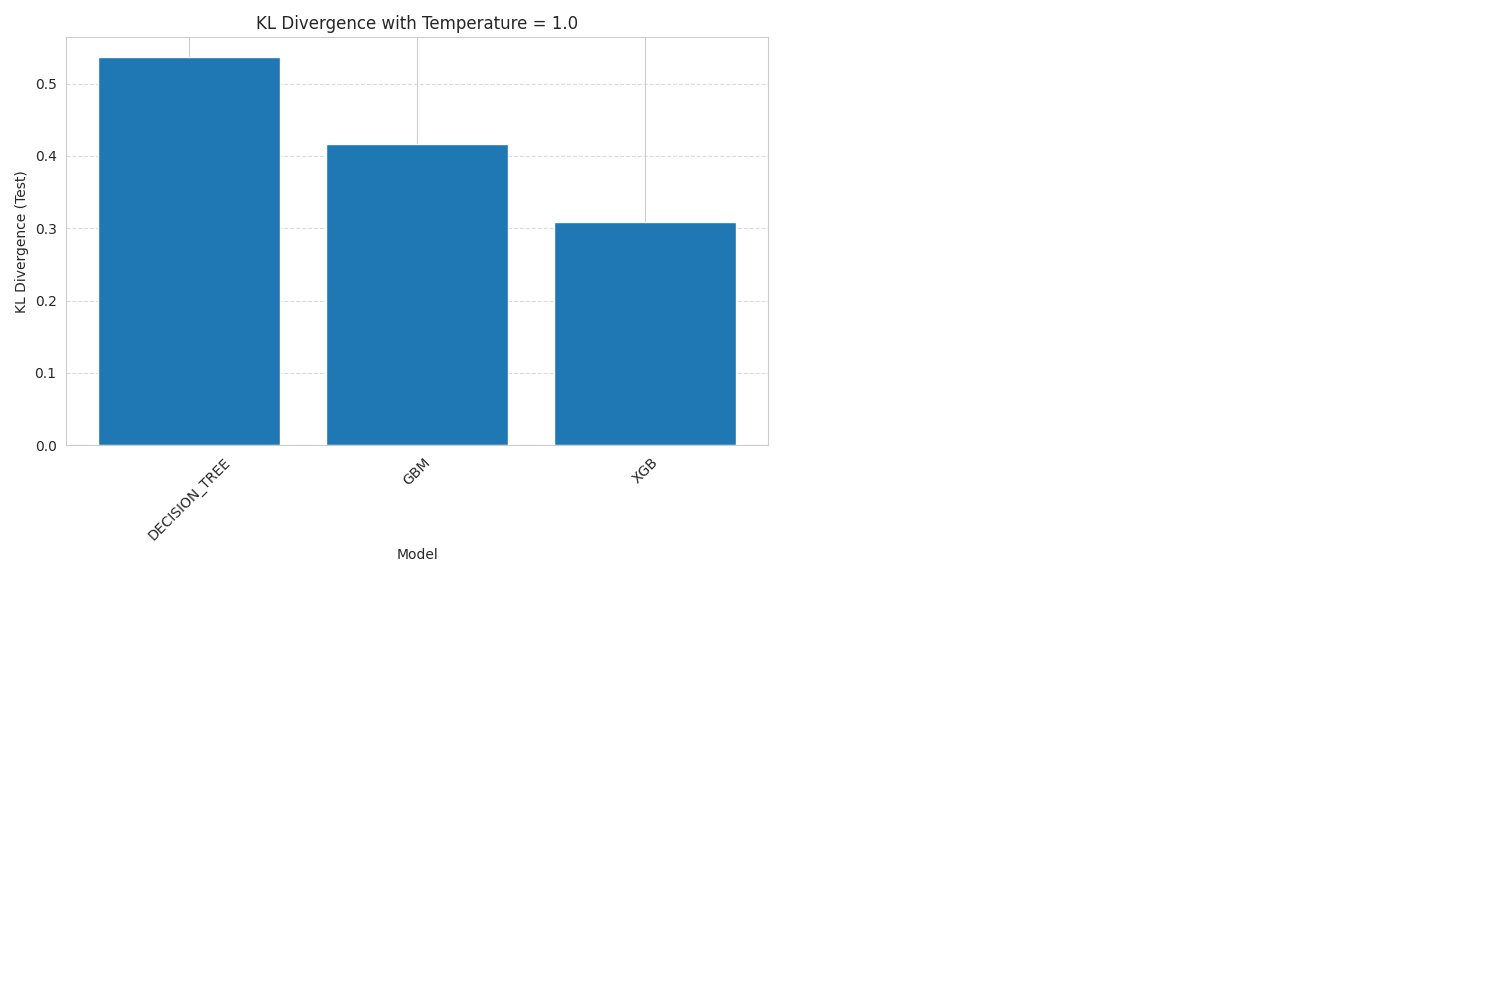 KL Divergence with Temperature = 1.0
KL Divergence (Test)
0.5
0.4
0.3
0.2
0.1
0.0
DECISION_TREE
GBM
XGB
Model